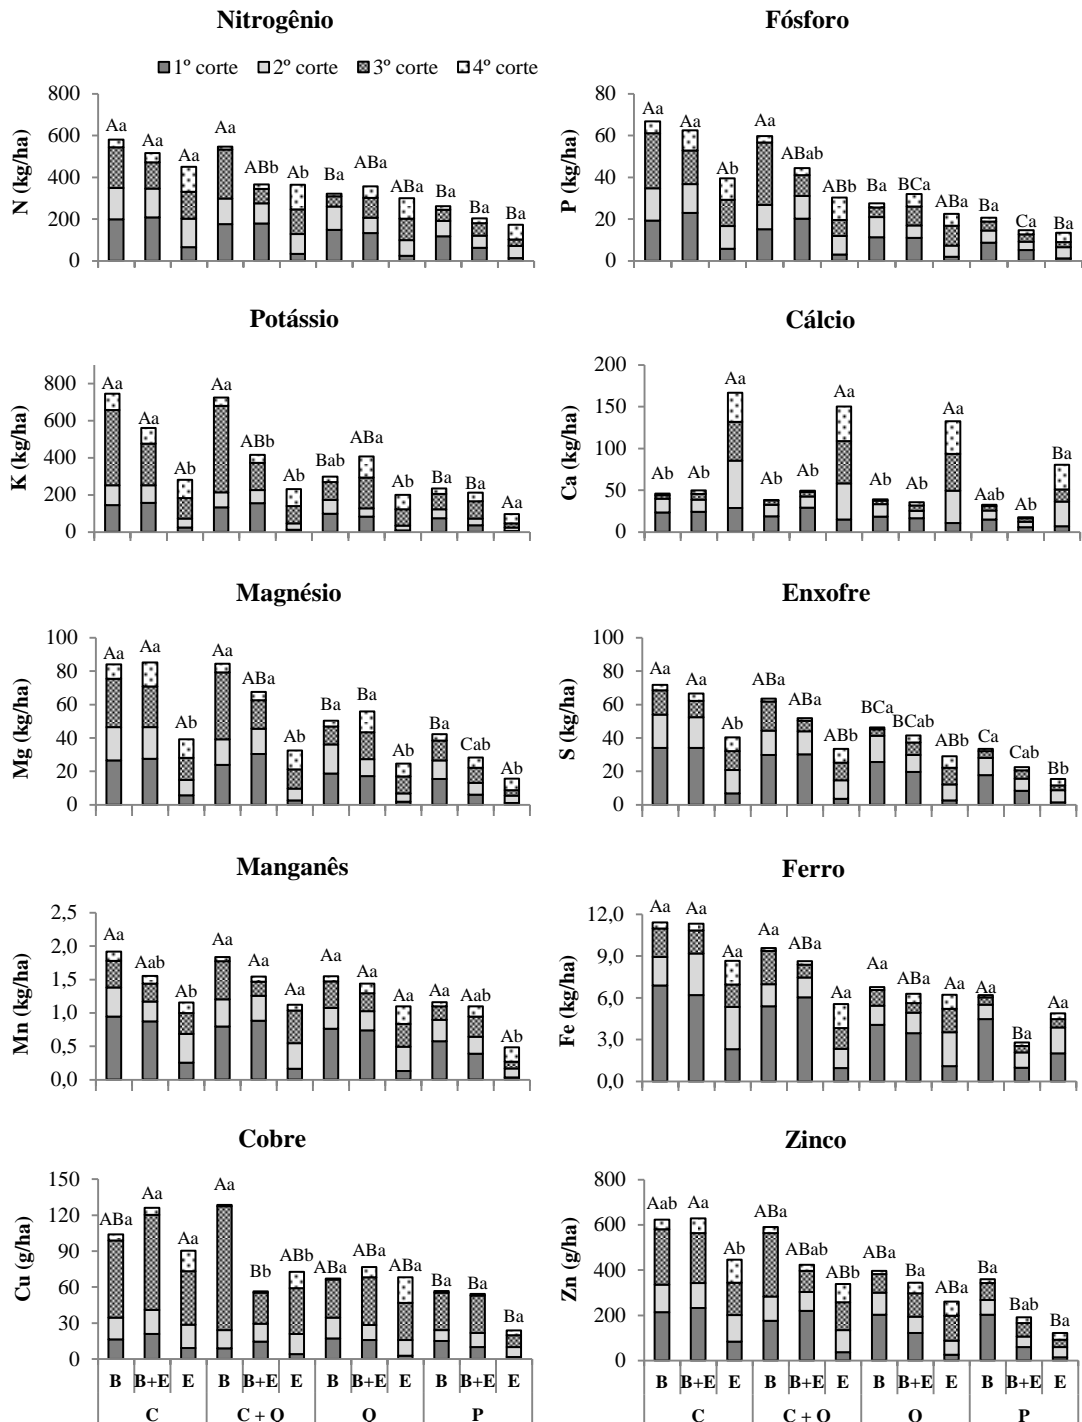 Nitrogênio
Fósforo
1º corte 2º corte 3º corte 4º corte
N (kg/ha)
800
600
400
200
0
Aa Aa Aa Aa ABb Ab Ba ABa ABa Ba Ba Ba
P (kg/ha)
80
60
40
20
0
Aa Aa Ab Aa ABab ABb Ba BCa ABa Ba Ca Ba
Potássio
Cálcio
K (kg/ha)
800
600
400
200
0
Aa Aa Ab Aa ABb Ab Bab ABa Ab Ba Ba Aa
Ca (kg/ha)
200
150
100
50
0
Ab Ab Aa Ab Ab Aa Ab Ab Aa Aab Ab Ba
Magnésio
Enxofre
Mg (kg/ha)
100
80
60
40
20
0
Aa Aa Ab Aa ABa Ab Ba Ba Ab Ba Cab Ab
S (kg/ha)
100
80
60
40
20
0
Aa Aa Ab ABa ABa ABb BCa BCab ABb Ca Cab Bb
Manganês
Ferro
Mn (kg/ha)
2,5
2,0
1,5
1,0
0,5
0,0
Aa Aab Ab Aa Aa Aa Aa Aa Aa Aa Aab Ab
Fe (kg/ha)
12,0
9,0
6,0
3,0
0,0
Aa Aa Aa Aa ABa Aa Aa ABa Aa Aa Ba Aa
Cobre
Zinco
Cu (g/ha)
150
120
90
60
30
0
ABa Aa Aa Aa Bb ABb ABa ABa ABa Ba Ba Ba
B B+E E B B+E E B B+E E B B+E E
C C + O O P
Zn (g/ha)
800
600
400
200
0
Aab Aa Ab ABa ABab ABb ABa Ba ABa Ba Bab Ba
B B+E E B B+E E B B+E E B B+E E
C C + O O P